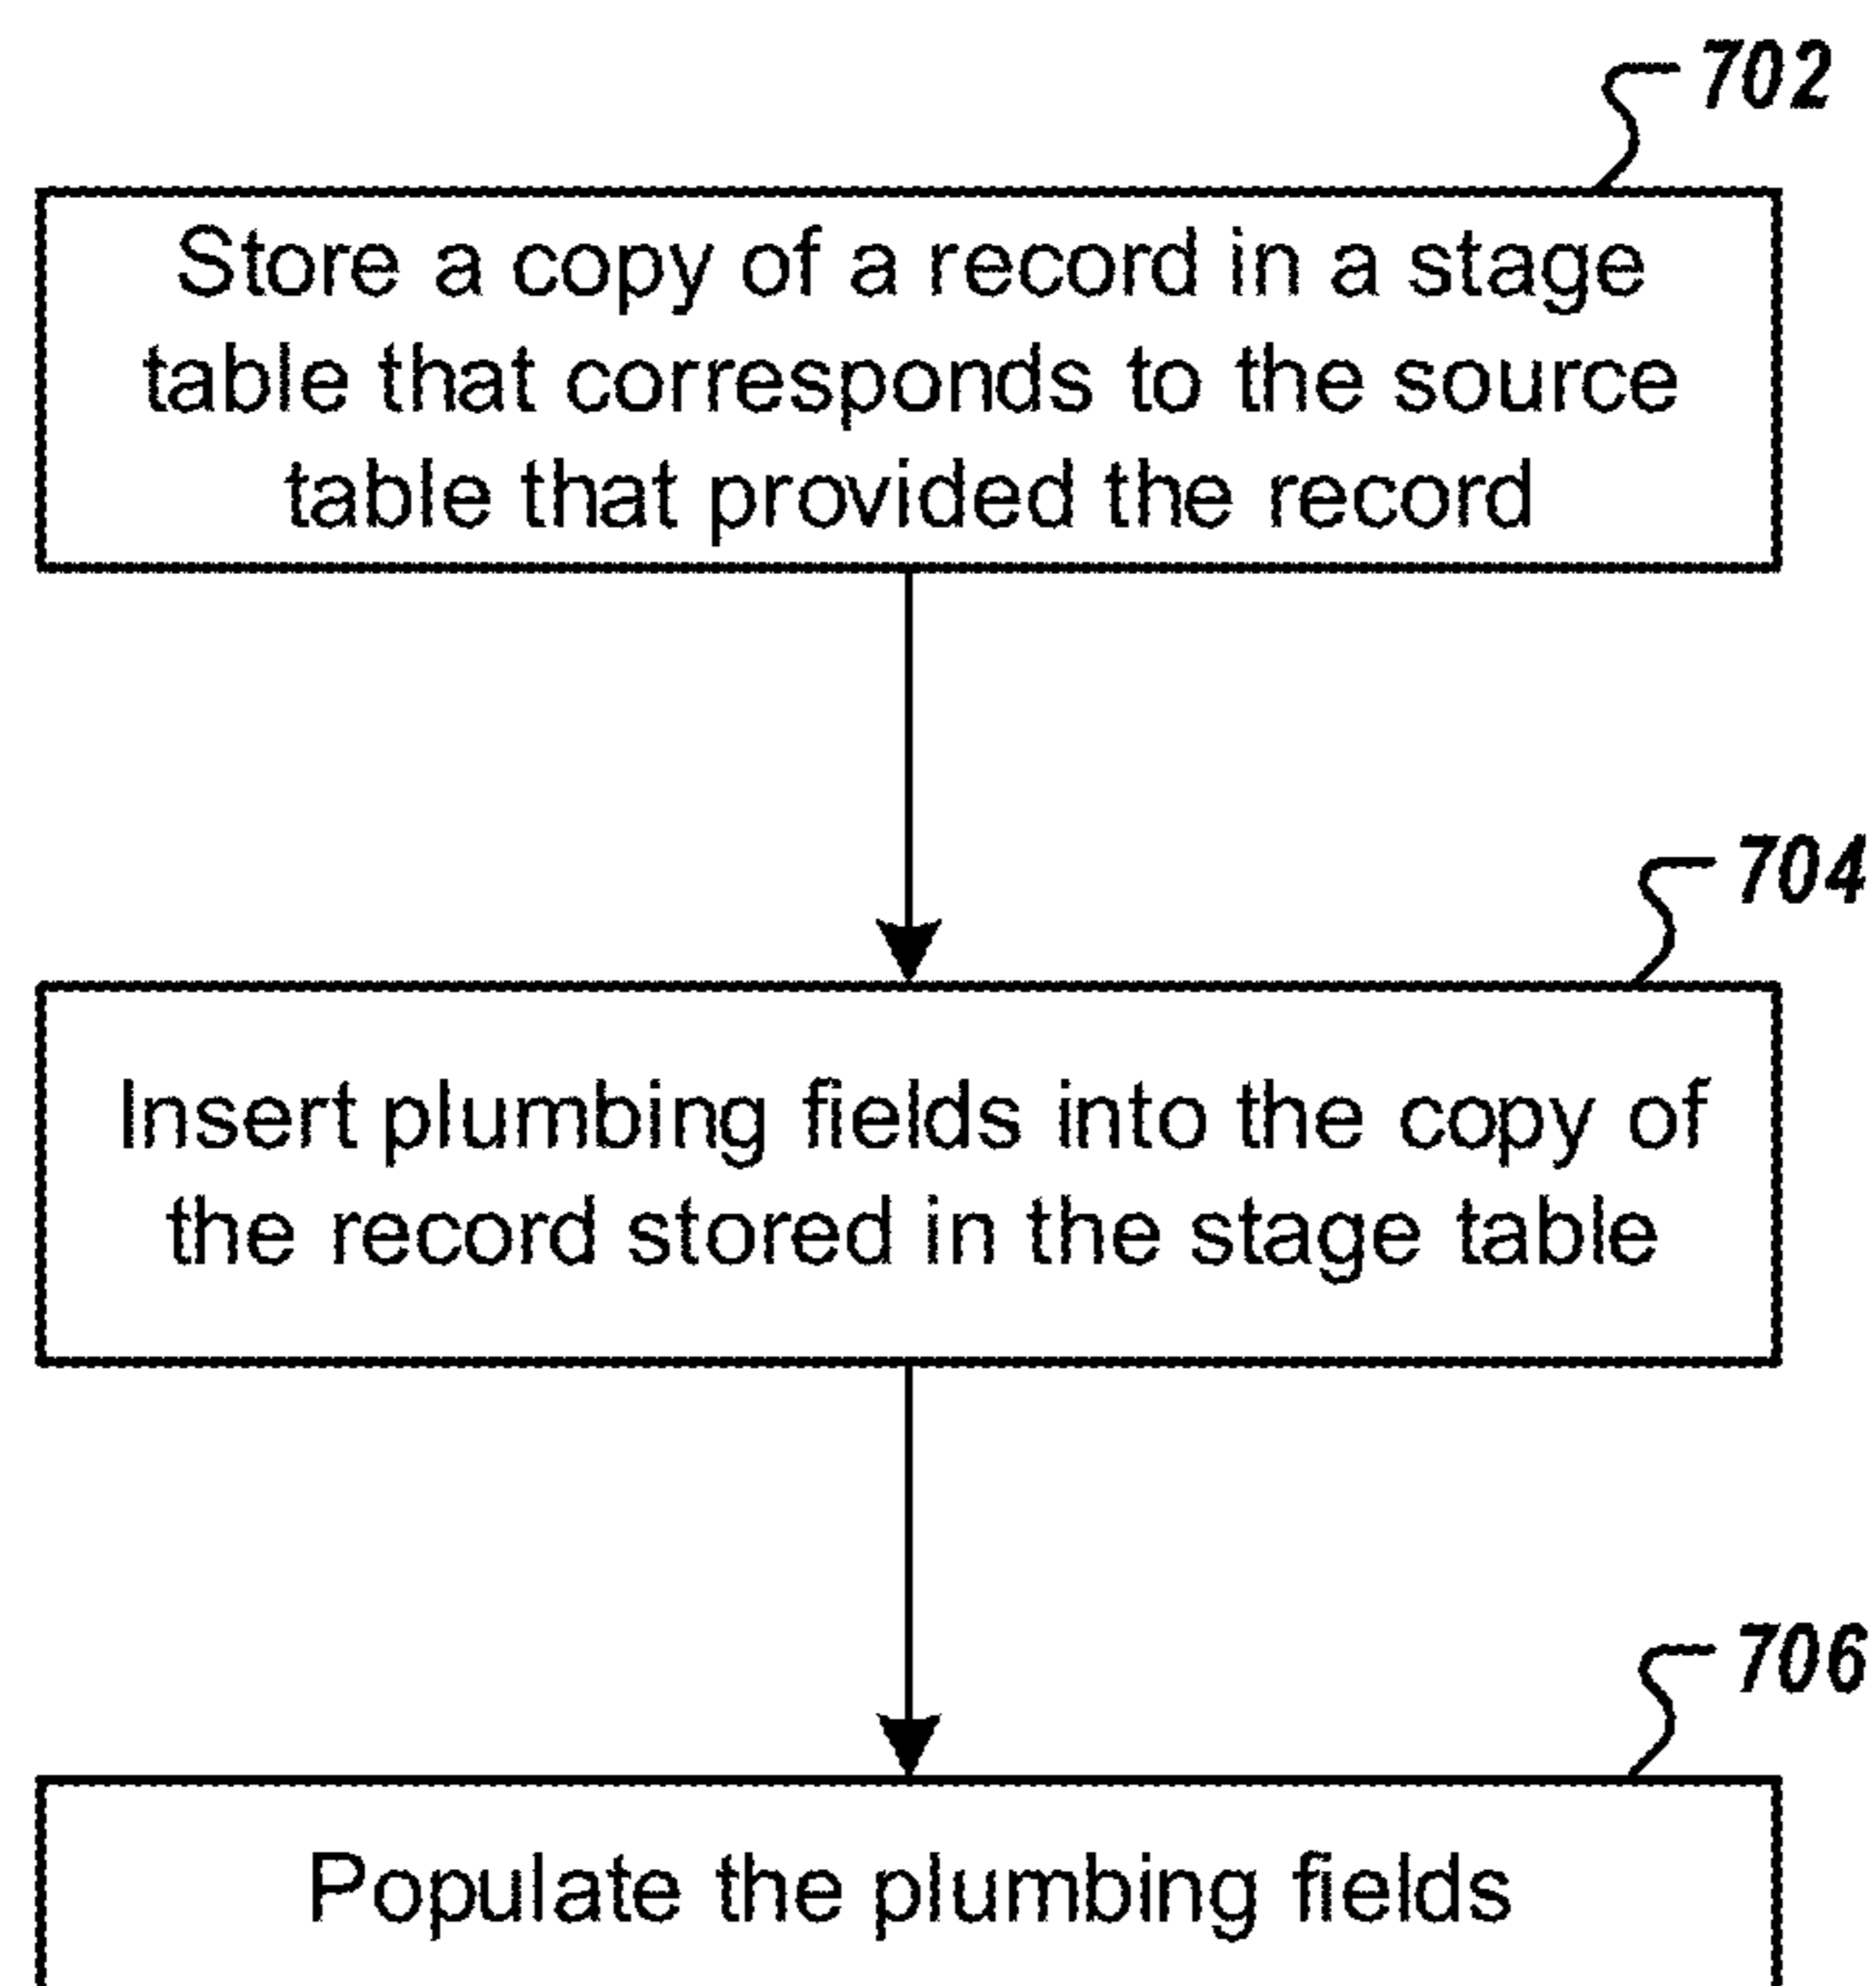 702
Store a copy of a record in a stage
table that corresponds to the source
table that provided the record
704
Insert plumbing fields into the copy of
the record stored in the stage table
706
Populate the plumbing fields